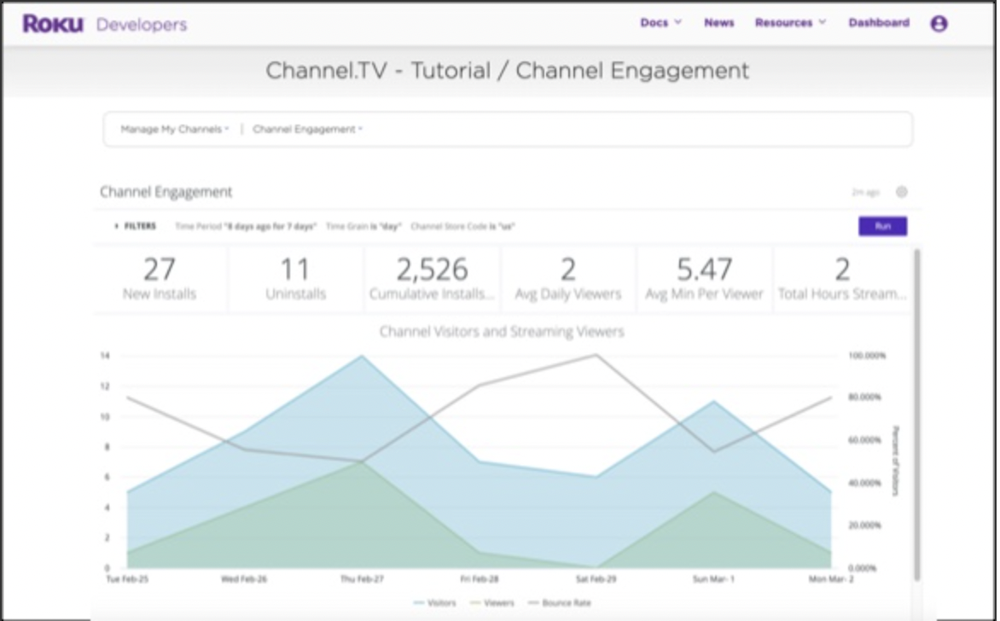 ROKU Developers Docs News Resources Dashboard
Channel.TV - Tutorial / Channel Engagement
Manage My Channels | Channel Engagement
Channel Engagement 2m ago
FILTERS Time Period "8 days ago for 7 days" Time Grain is "day" Channel Store Code is "us" Run
27 11 2,526 2 5.47 2
New Installs Uninstalls Cumulative Installs... Avg Daily Viewers Avg Min Per Viewer Total Hours Stream...
Channel Visitors and Streaming Viewers
14 100.000%
12
80.000%
10
8 60.000%
6
40.000%
4
2 20.000%
0 0.000%
Percent of Visitors
Tue Feb-25 Wed Feb-26 Thu Feb-27 Fri Feb-28 Sat Feb-29 Sun Mar- 1 Mon Mar- 2
Visitors Viewers Bounce Rate